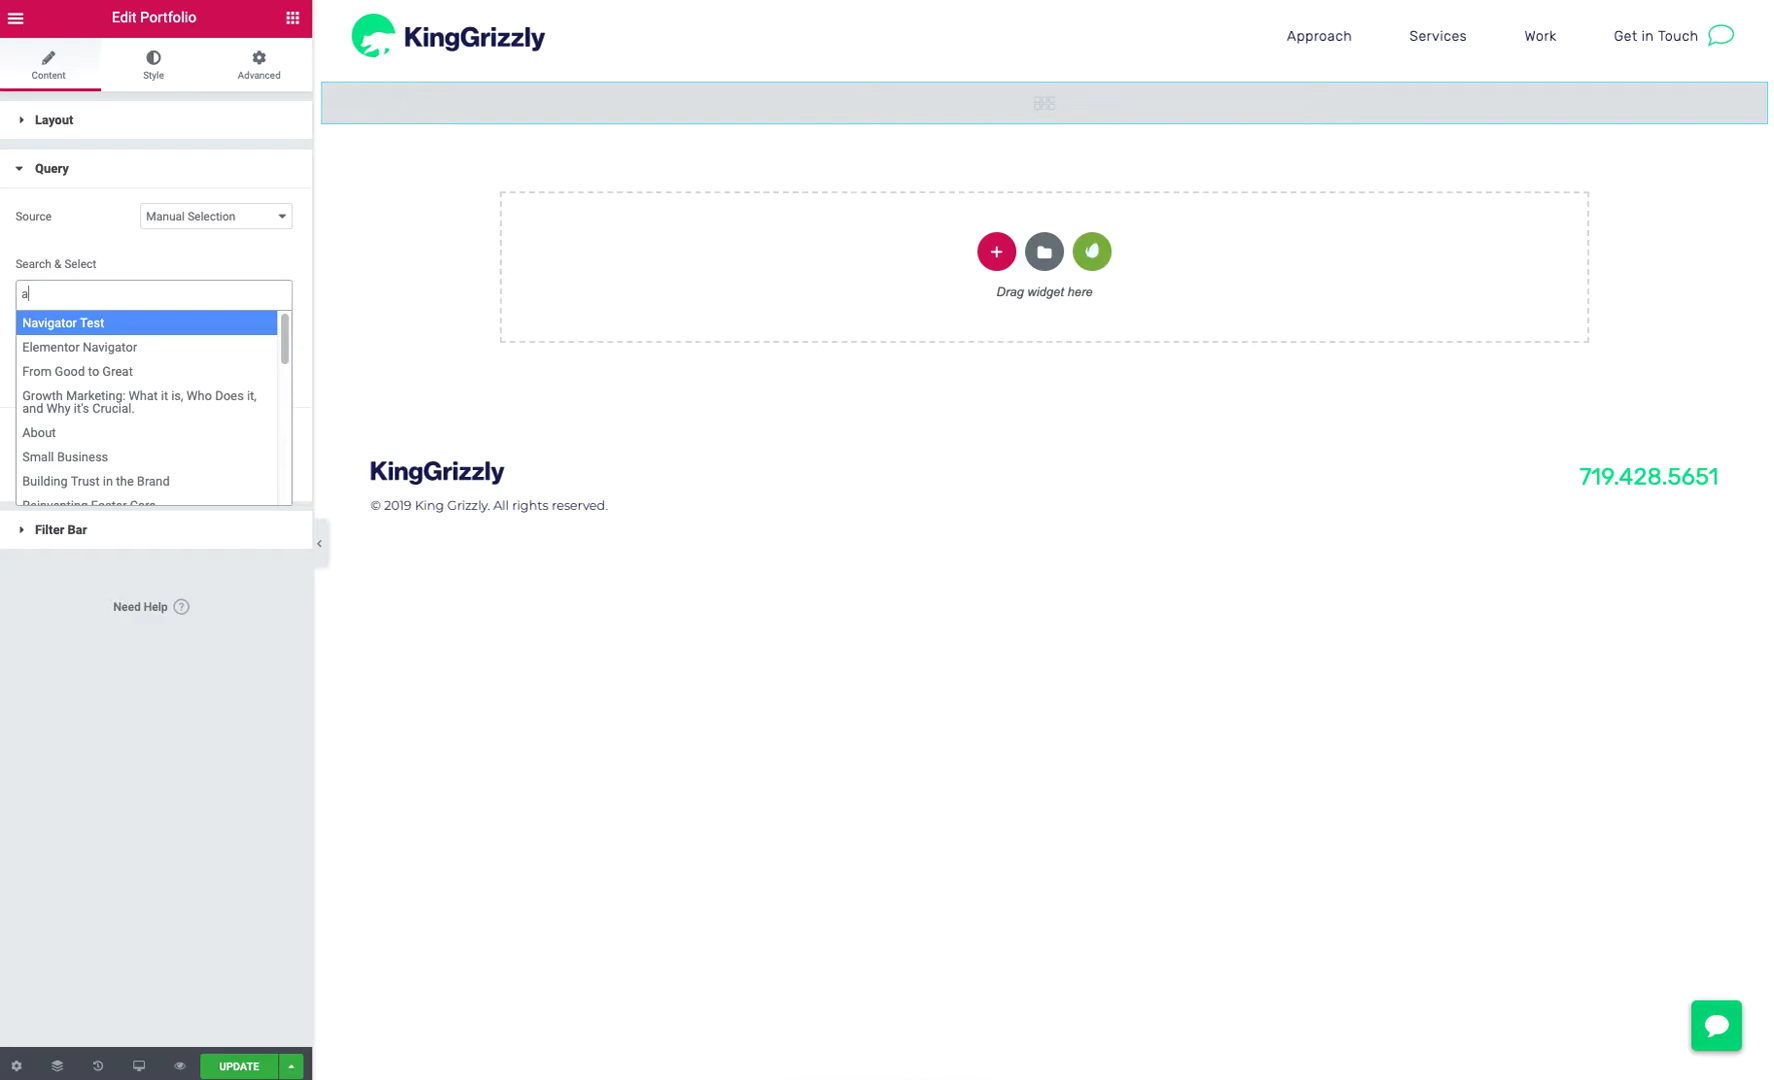 Edit Portfolio
Content
Style
Advanced
Layout
Query
Source
Manual Selection
Search & Select
a
Navigator Test
Elementor Navigator
From Good to Great
Growth Marketing: What it is, Who Does it,
and Why it's Crucial.
About
Small Business
Building Trust in the Brand
Reinventing Foster Care
Filter Bar
Need Help
UPDATE
KingGrizzly
Approach
Services
Work
Get in Touch
Drag widget here
KingGrizzly
© 2019 King Grizzly. All rights reserved.
719.428.5651